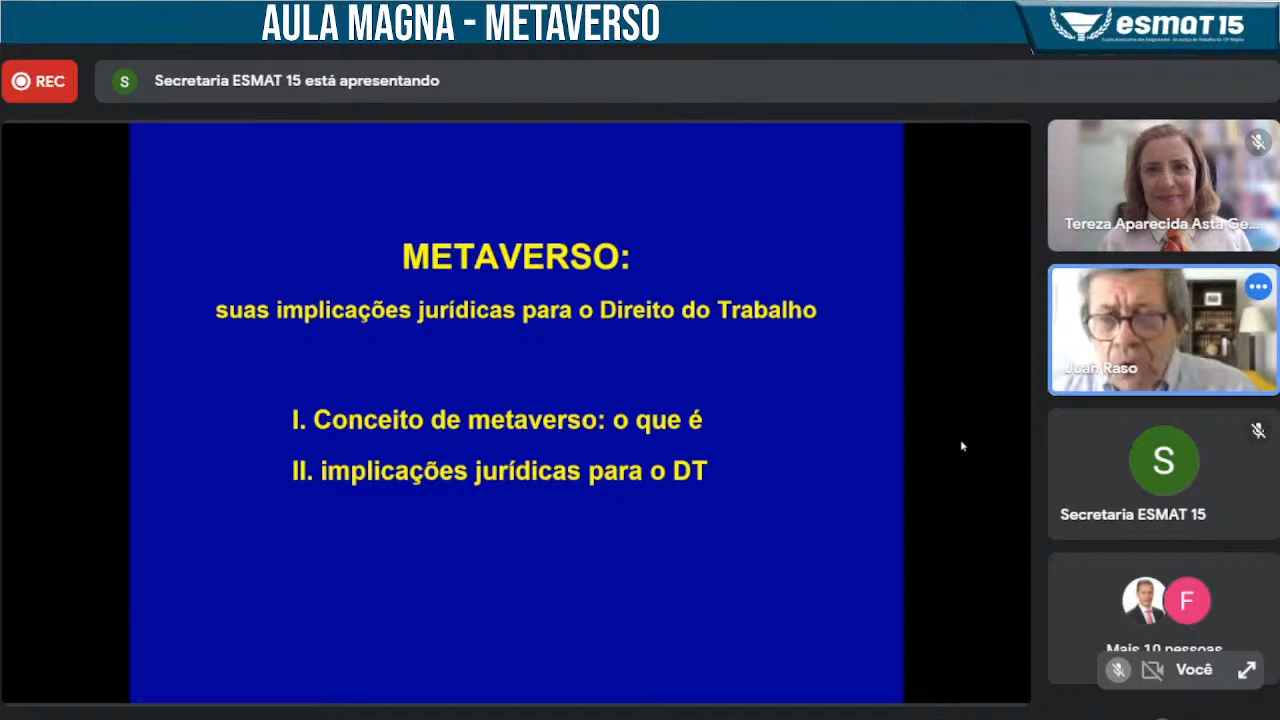 AULA MAGNA - METAVERSO
esmat 15
REC
S
Secretaria ESMAT 15 está apresentando
METAVERSO:
suas implicações jurídicas para o Direito do Trabalho
I. Conceito de metaverso: o que é
II. implicações jurídicas para o DT
Tereza Aparecida Asta Ge...
Juan Raso
S
Secretaria ESMAT 15
F
Mais 10 pessoas
Você